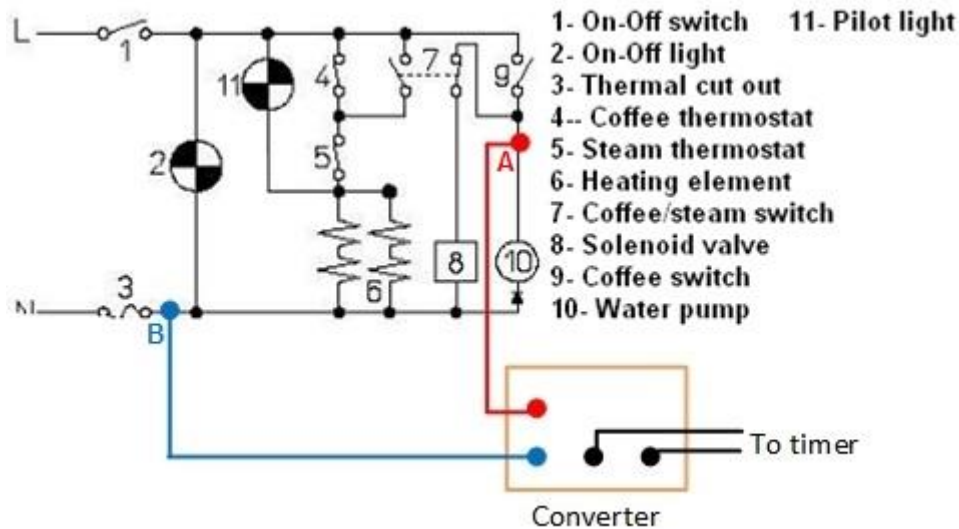 L
1
11
4
7
9
2
5
A
3
6
8
10
N
B
1- On-Off switch 11- Pilot light
2- On-Off light
3- Thermal cut out
4-- Coffee thermostat
5- Steam thermostat
6- Heating element
7- Coffee/steam switch
8- Solenoid valve
9- Coffee switch
10- Water pump
To timer
Converter